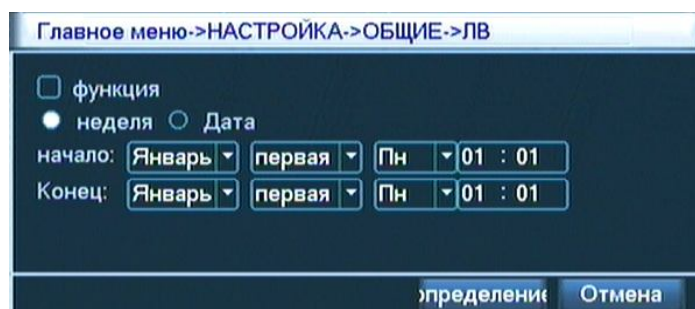 Главное меню->НАСТРОЙКА->ОБЩИЕ->ЛВ
функция
неделя Дата
начало: Январь первая Пн 01 : 01
Конец: Январь первая Пн 01 : 01
определение Отмена